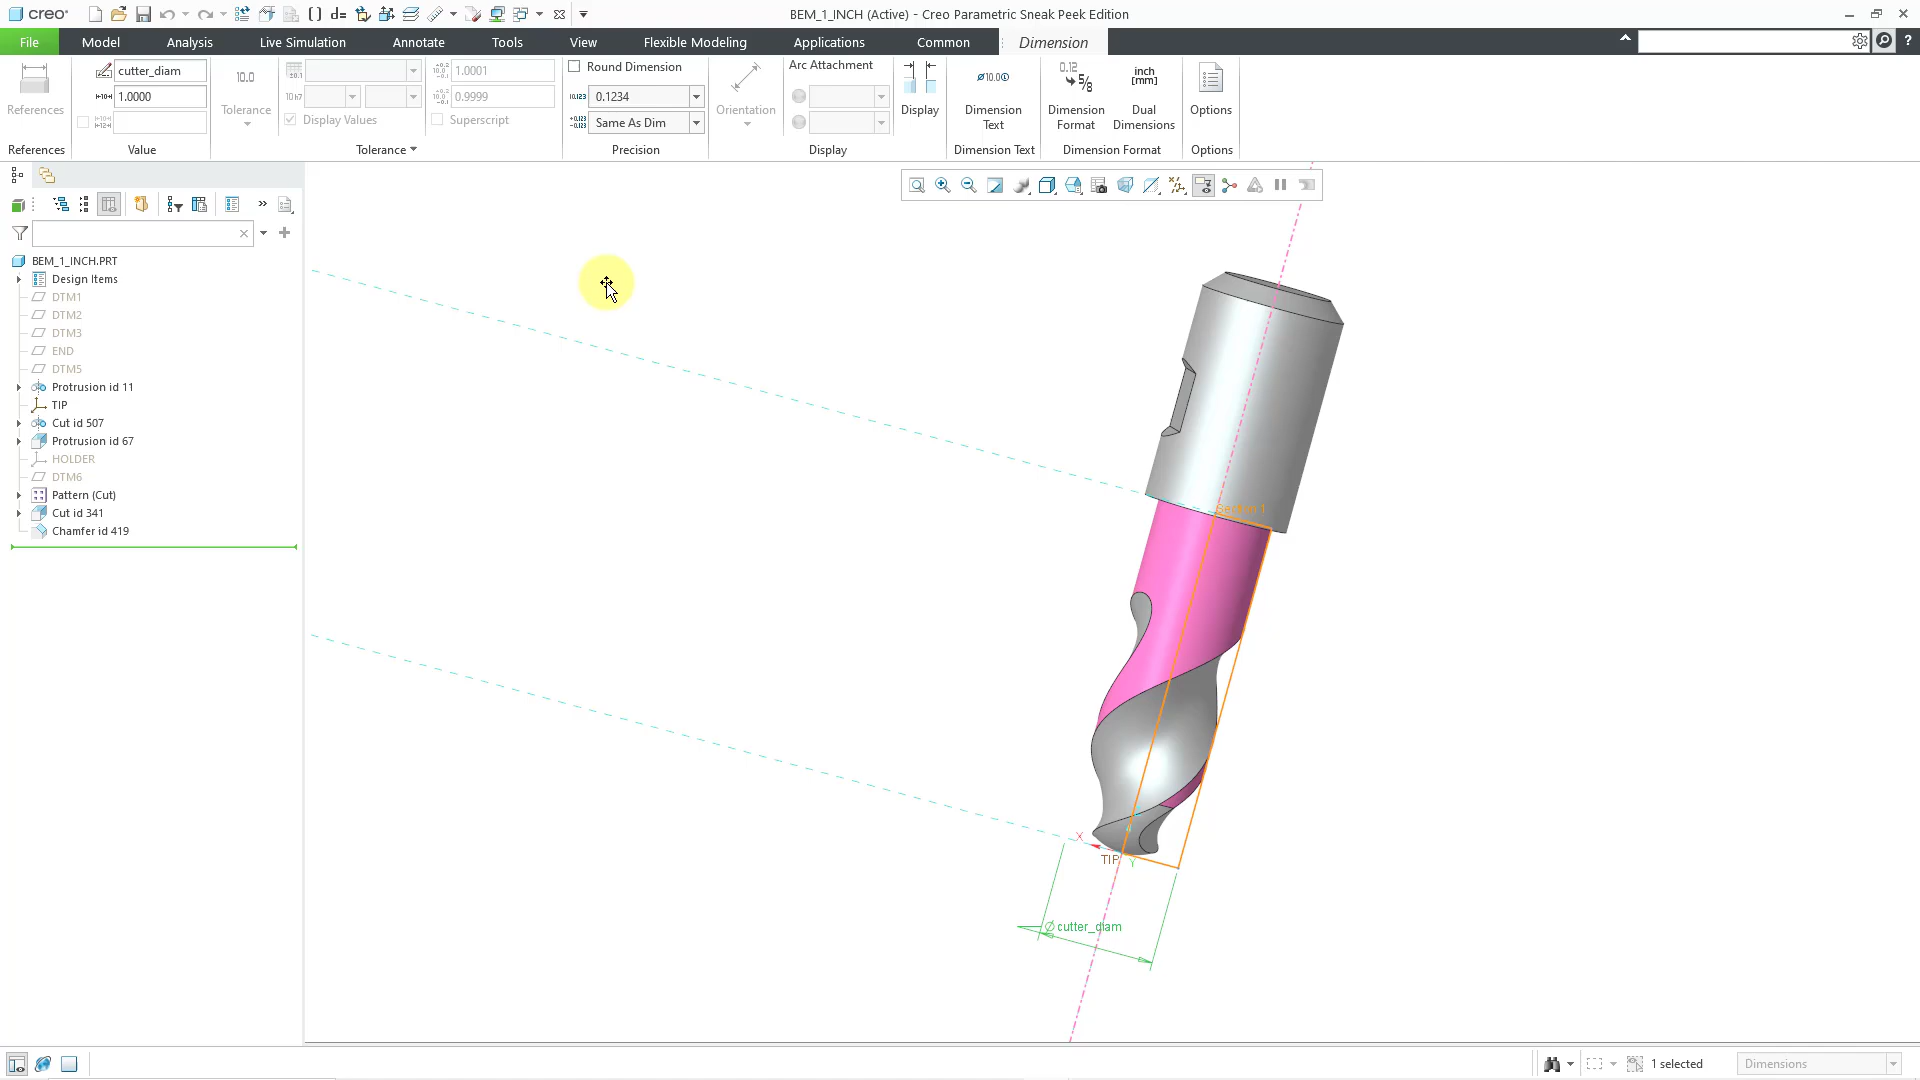 creo
BEM_1_INCH (Active) - Creo Parametric Sneak Peek Edition
File Model Analysis Live Simulation Annotate Tools View Flexible Modeling Applications Common Dimension
References
cutter_diam
1.0000
References
Value
10.0
Tolerance
Display Values
1.0001
0.9999
Superscript
Tolerance
Round Dimension
0.1234
Same As Dim
Precision
Orientation
Arc Attachment
Display
Display
Dimension
Text
Dimension Text
Dimension
Format
inch
[mm]
Dual
Dimensions
Dimension Format
Options
Options
BEM_1_INCH.PRT
Design Items
DTM1
DTM2
DTM3
END
DTM5
Protrusion id 11
TIP
Cut id 507
Protrusion id 67
HOLDER
DTM6
Pattern (Cut)
Cut id 341
Chamfer id 419
Section 1
X
TIP
Y
Ø cutter_diam
1 selected
Dimensions